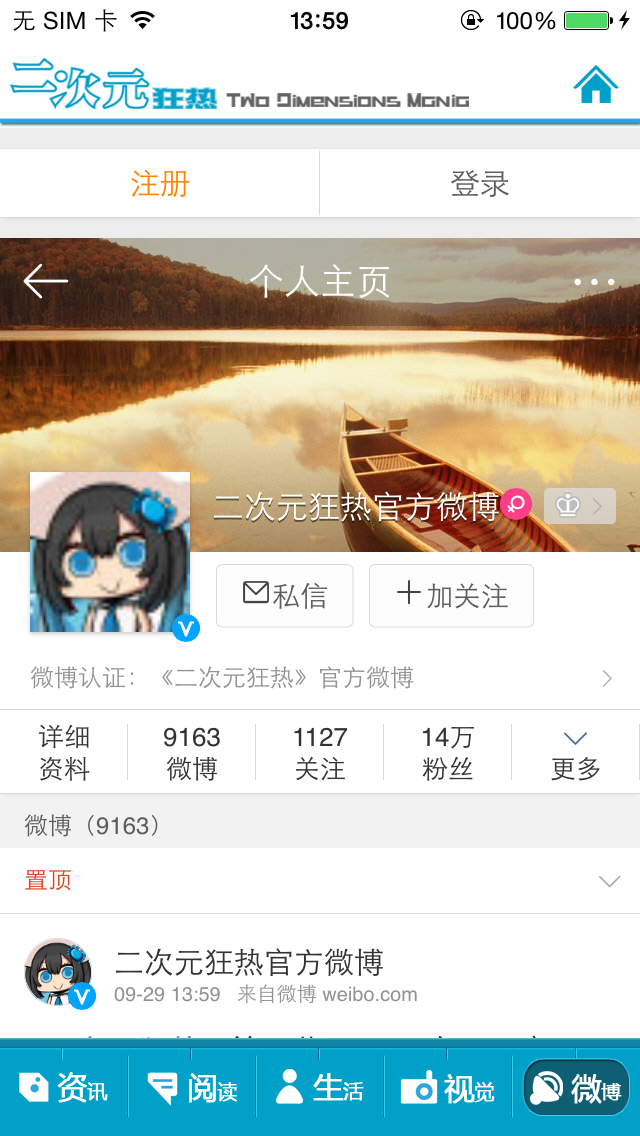 无 SIM 卡 13:59 100%
二次元狂热 Two Dimensions Manic
注册 登录
个人主页
二次元狂热官方微博
私信 加关注
微博认证：《二次元狂热》官方微博
详细资料 9163 微博 1127 关注 14万 粉丝 更多
微博（9163）
置顶
二次元狂热官方微博
09-29 13:59 来自微博 weibo.com
资讯 阅读 生活 视觉 微博